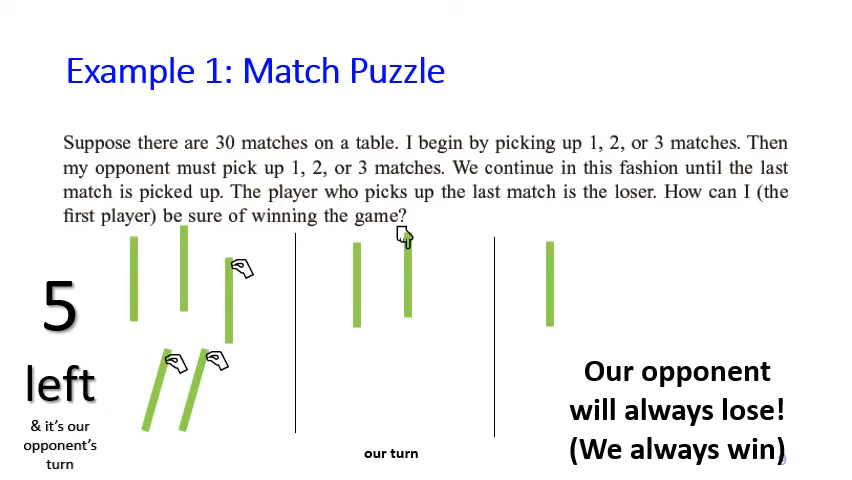 Example 1: Match Puzzle
Suppose there are 30 matches on a table. I begin by picking up 1, 2, or 3 matches. Then
my opponent must pick up 1, 2, or 3 matches. We continue in this fashion until the last
match is picked up. The player who picks up the last match is the loser. How can I (the
first player) be sure of winning the game?
5
left
& it's our
opponent's
turn
our turn
Our opponent
will always lose!
(We always win)